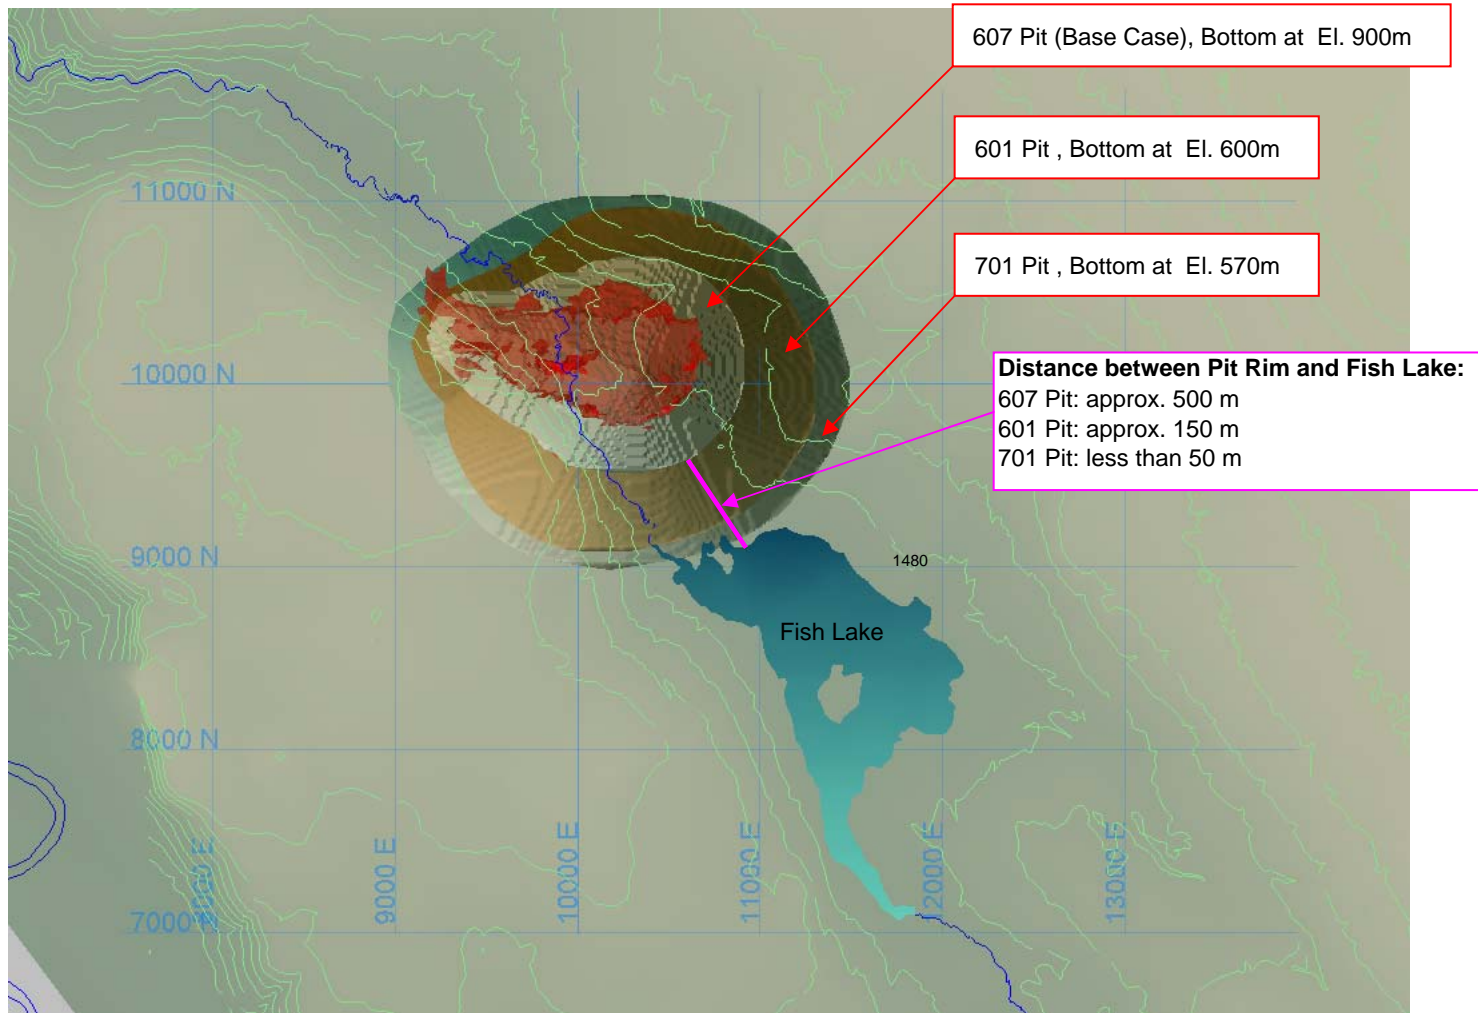 607 Pit (Base Case), Bottom at El. 900m
601 Pit , Bottom at El. 600m
701 Pit , Bottom at El. 570m
Distance between Pit Rim and Fish Lake:
607 Pit: approx. 500 m
601 Pit: approx. 150 m
701 Pit: less than 50 m
11000 N
10000 N
9000 N
1480
Fish Lake
8000 N
7000 N
9000 E
10000 E
11000 E
12000 E
13000 E